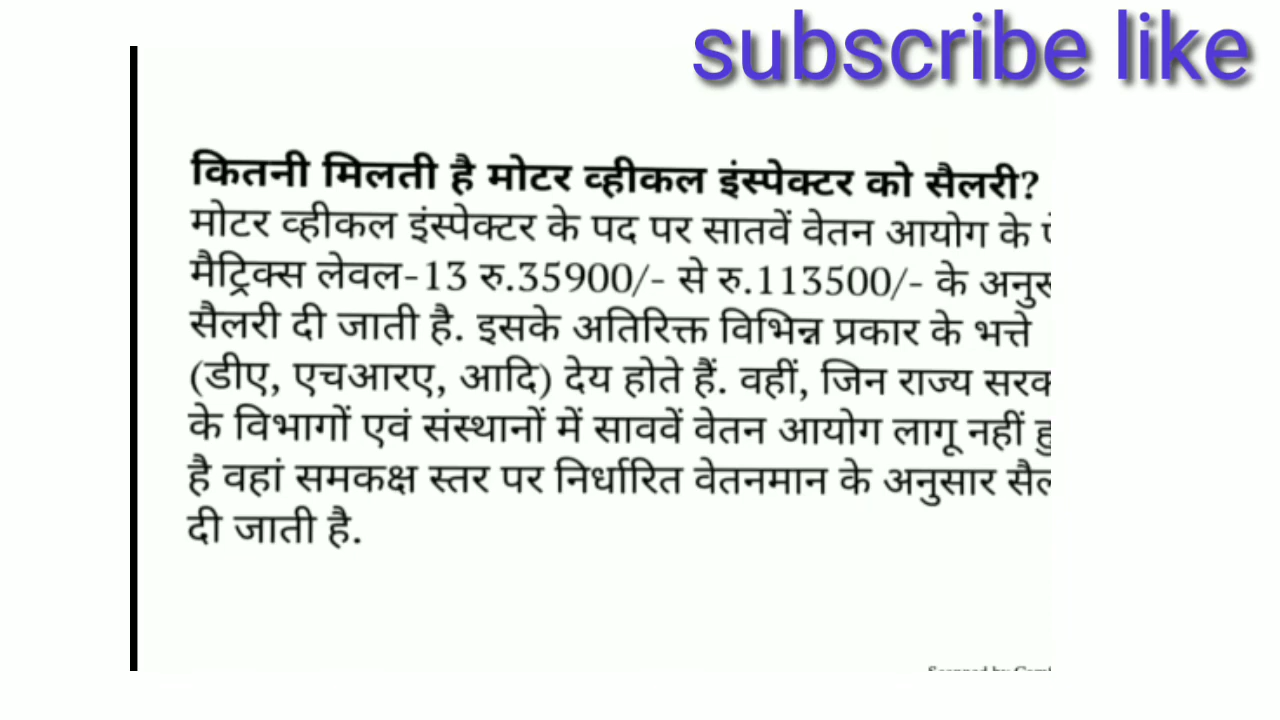 subscribe like
कितनी मिलती है मोटर व्हीकल इंस्पेक्टर को सैलरी?
मोटर व्हीकल इंस्पेक्टर के पद पर सातवें वेतन आयोग के
मैट्रिक्स लेवल-13 रु.35900/- से रु.113500/- के
सैलरी दी जाती है. इसके अतिरिक्त विभिन्न प्रकार के भत्ते
(डीए, एचआरए, आदि) देय होते हैं. वहीं, जिन राज्य
के विभागों एवं संस्थानों में साववें वेतन आयोग लागू नहीं
है वहां समकक्ष स्तर पर निर्धारित वेतनमान के अनुसार
दी जाती है.